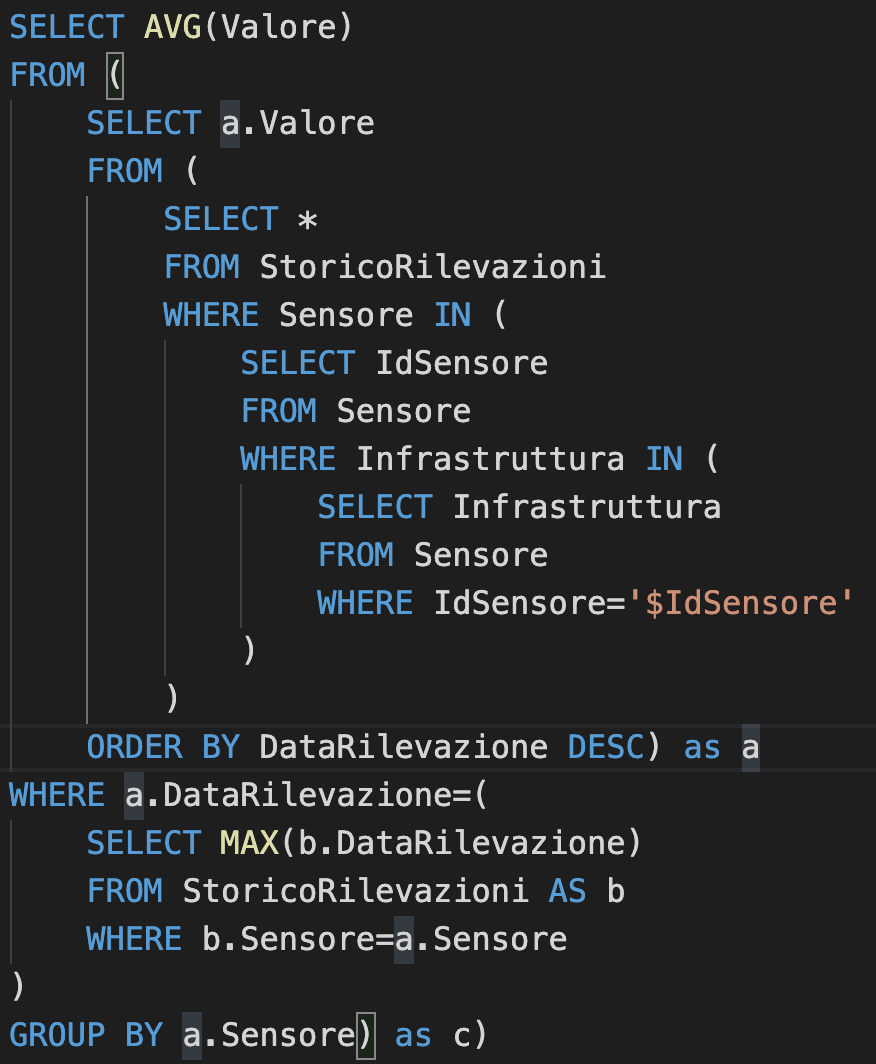 SELECT AVG(Valore)
FROM (
SELECT a.Valore
FROM (
SELECT *
FROM StoricoRilevazioni
WHERE Sensore IN (
SELECT IdSensore
FROM Sensore
WHERE Infrastruttura IN (
SELECT Infrastruttura
FROM Sensore
WHERE IdSensore='$IdSensore'
)
)
ORDER BY DataRilevazione DESC) as a
WHERE a.DataRilevazione=(
SELECT MAX(b.DataRilevazione)
FROM StoricoRilevazioni AS b
WHERE b.Sensore=a.Sensore
)
GROUP BY a.Sensore) as c)